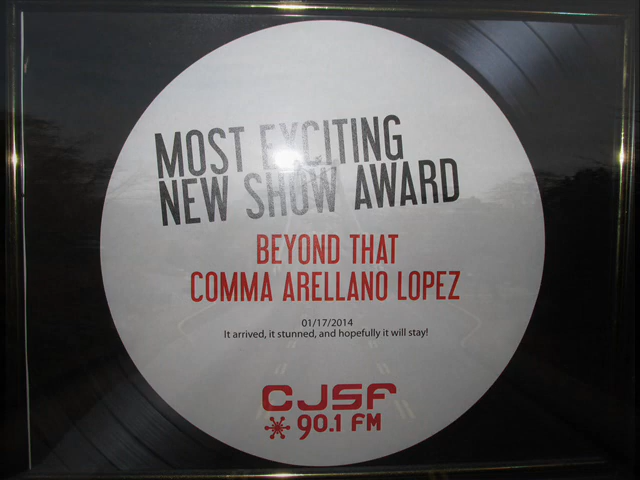 MOST EXCITING
NEW SHOW AWARD
BEYOND THAT
COMMA ARELLANO LOPEZ
01/17/2014
It arrived, it stunned, and hopefully it will stay!
CJSF
90.1 FM